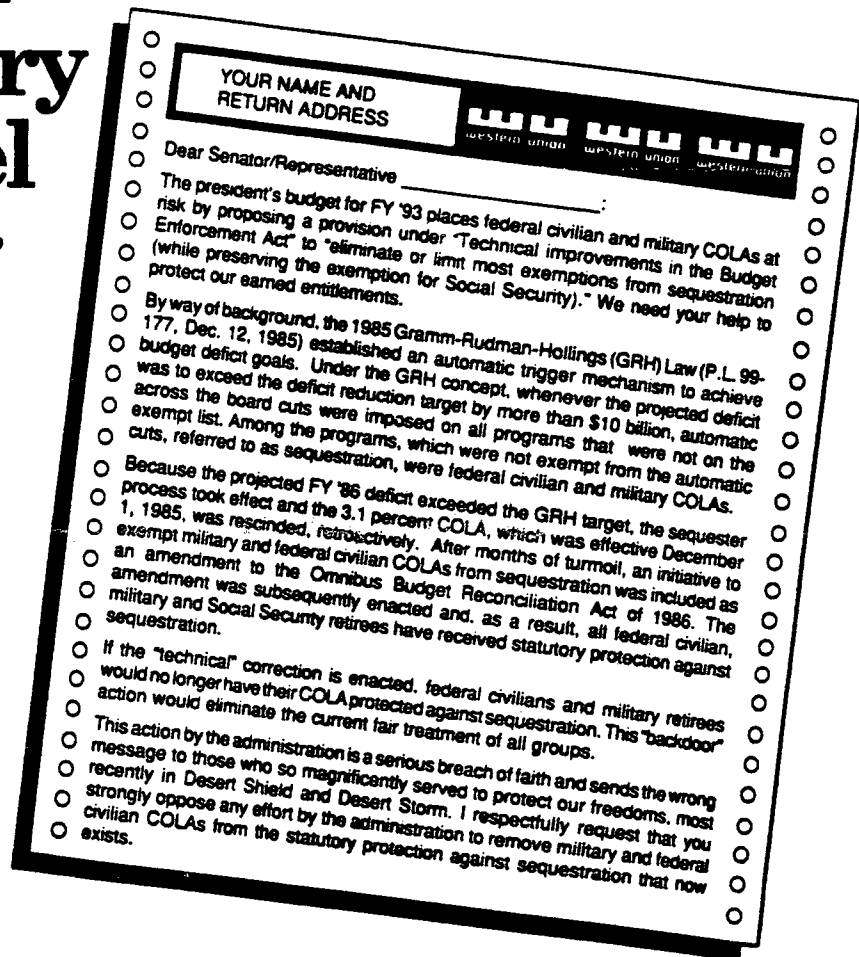 ry
el
,
YOUR NAME AND
RETURN ADDRESS
western union western union western union
Dear Senator/Representative ____________________:
The president's budget for FY '93 places federal civilian and military COLAs at
risk by proposing a provision under "Technical improvements in the Budget
Enforcement Act" to "eliminate or limit most exemptions from sequestration
(while preserving the exemption for Social Security)." We need your help to
protect our earned entitlements.
By way of background, the 1985 Gramm-Rudman-Hollings (GRH) Law (P.L. 99-
177, Dec. 12, 1985) established an automatic trigger mechanism to achieve
budget deficit goals. Under the GRH concept, whenever the projected deficit
was to exceed the deficit reduction target by more than $10 billion, automatic
across the board cuts were imposed on all programs that were not on the
exempt list. Among the programs, which were not exempt from the automatic
cuts, referred to as sequestration, were federal civilian and military COLAs.
Because the projected FY '86 deficit exceeded the GRH target, the sequester
process took effect and the 3.1 percent COLA, which was effective December
1, 1985, was rescinded, retroactively. After months of turmoil, an initiative to
exempt military and federal civilian COLAs from sequestration was included as
an amendment to the Omnibus Budget Reconciliation Act of 1986. The
amendment was subsequently enacted and, as a result, all federal civilian,
military and Social Security retirees have received statutory protection against
sequestration.
If the "technical" correction is enacted, federal civilians and military retirees
would no longer have their COLA protected against sequestration. This "backdoor"
action would eliminate the current fair treatment of all groups.
This action by the administration is a serious breach of faith and sends the wrong
message to those who so magnificently served to protect our freedoms, most
recently in Desert Shield and Desert Storm. I respectfully request that you
strongly oppose any effort by the administration to remove military and federal
civilian COLAs from the statutory protection against sequestration that now
exists.